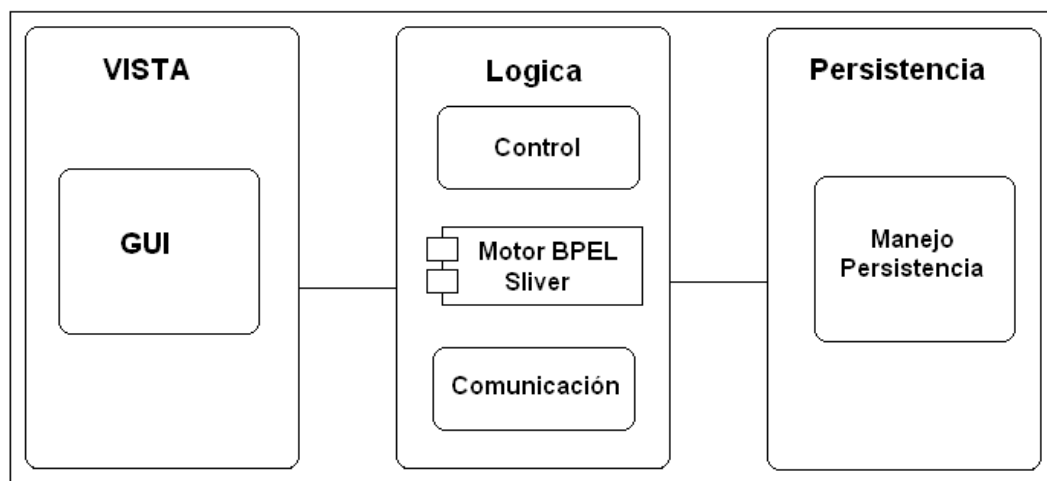 VISTA
GUI
Logica
Control
Motor BPEL
Sliver
Comunicación
Persistencia
Manejo
Persistencia